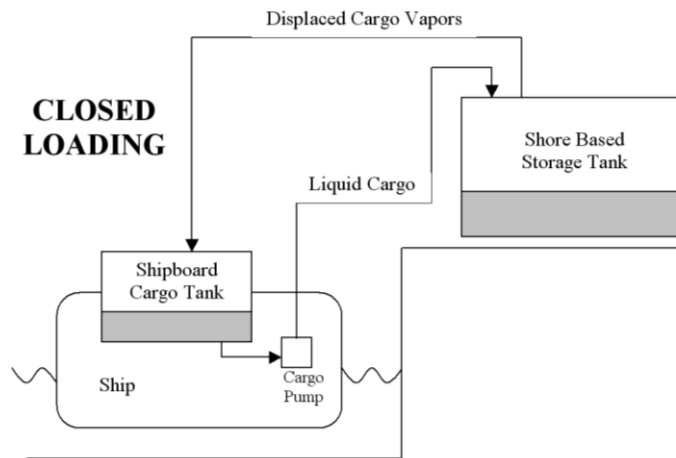 Displaced Cargo Vapors
CLOSED
LOADING
Shore Based
Storage Tank
Liquid Cargo
Shipboard
Cargo Tank
Ship
Cargo
Pump